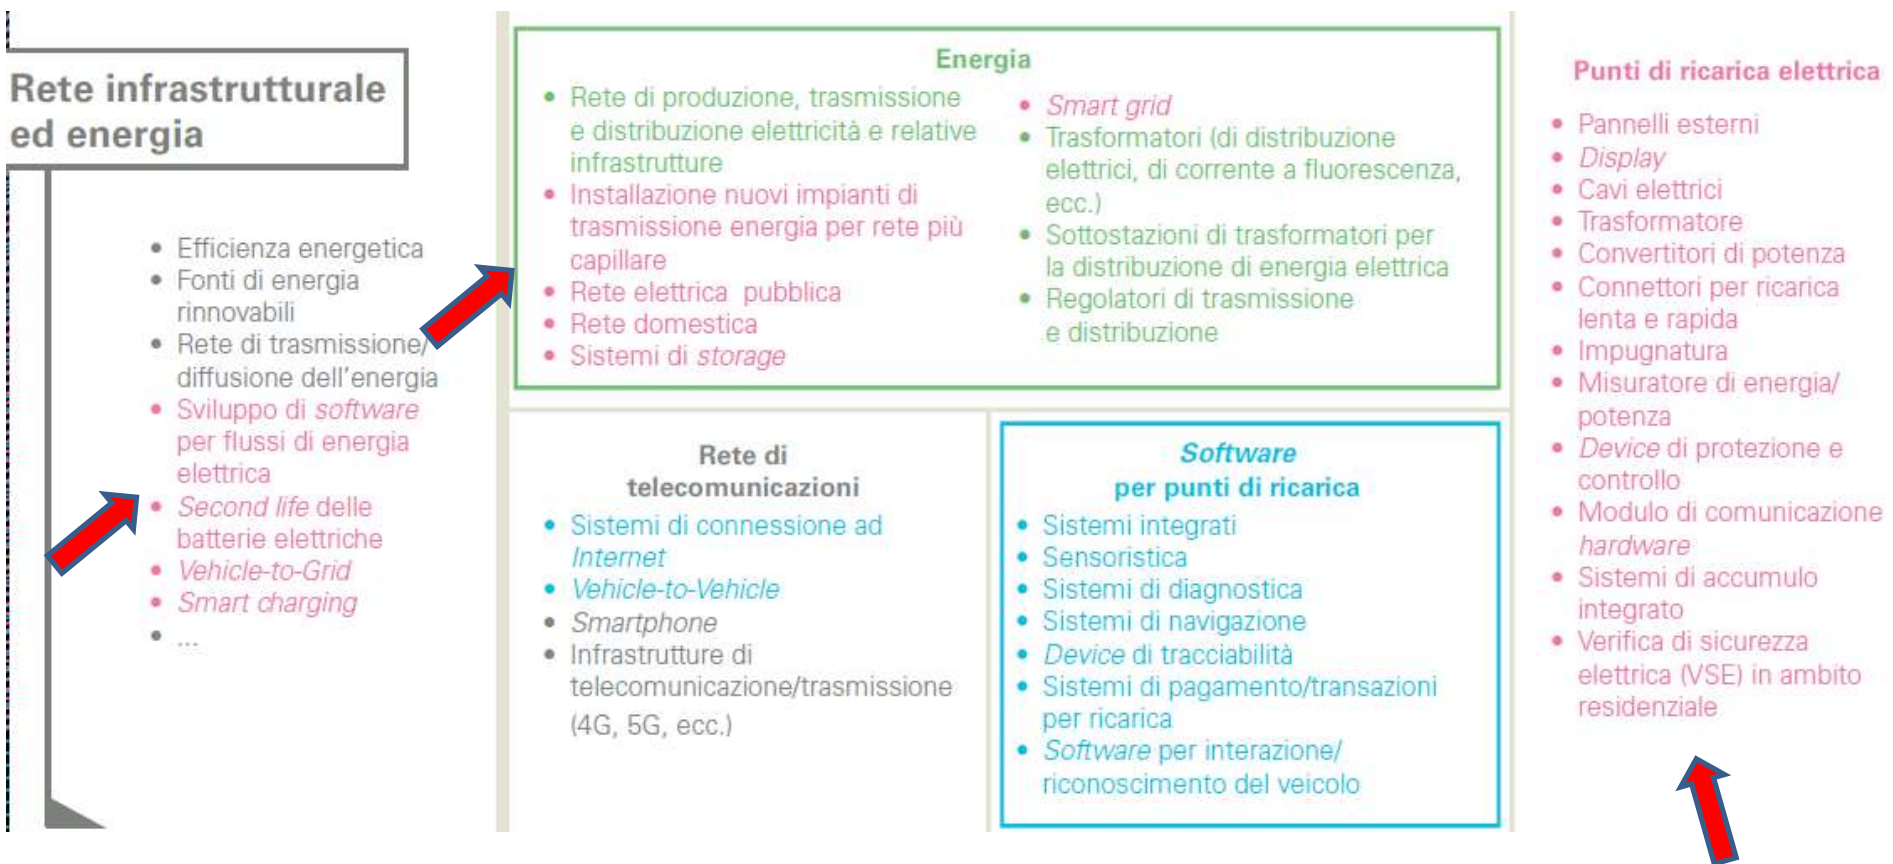 Rete infrastrutturale
ed energia
• Efficienza energetica
• Fonti di energia
rinnovabili
• Rete di trasmissione/
diffusione dell'energia
• Sviluppo di software
per flussi di energia
elettrica
• Second life delle
batterie elettriche
• Vehicle-to-Grid
• Smart charging
• ...
Energia
• Rete di produzione, trasmissione
e distribuzione elettricità e relative
infrastrutture
• Installazione nuovi impianti di
trasmissione energia per rete più
capillare
• Rete elettrica pubblica
• Rete domestica
• Sistemi di storage
• Smart grid
• Trasformatori (di distribuzione
elettrici, di corrente a fluorescenza,
ecc.)
• Sottostazioni di trasformatori per
la distribuzione di energia elettrica
• Regolatori di trasmissione
e distribuzione
Rete di
telecomunicazioni
• Sistemi di connessione ad
Internet
• Vehicle-to-Vehicle
• Smartphone
• Infrastrutture di
telecomunicazione/trasmissione
(4G, 5G, ecc.)
Software
per punti di ricarica
• Sistemi integrati
• Sensoristica
• Sistemi di diagnostica
• Sistemi di navigazione
• Device di tracciabilità
• Sistemi di pagamento/transazioni
per ricarica
• Software per interazione/
riconoscimento del veicolo
Punti di ricarica elettrica
• Pannelli esterni
• Display
• Cavi elettrici
• Trasformatore
• Convertitori di potenza
• Connettori per ricarica
lenta e rapida
• Impugnatura
• Misuratore di energia/
potenza
• Device di protezione e
controllo
• Modulo di comunicazione
hardware
• Sistemi di accumulo
integrato
• Verifica di sicurezza
elettrica (VSE) in ambito
residenziale